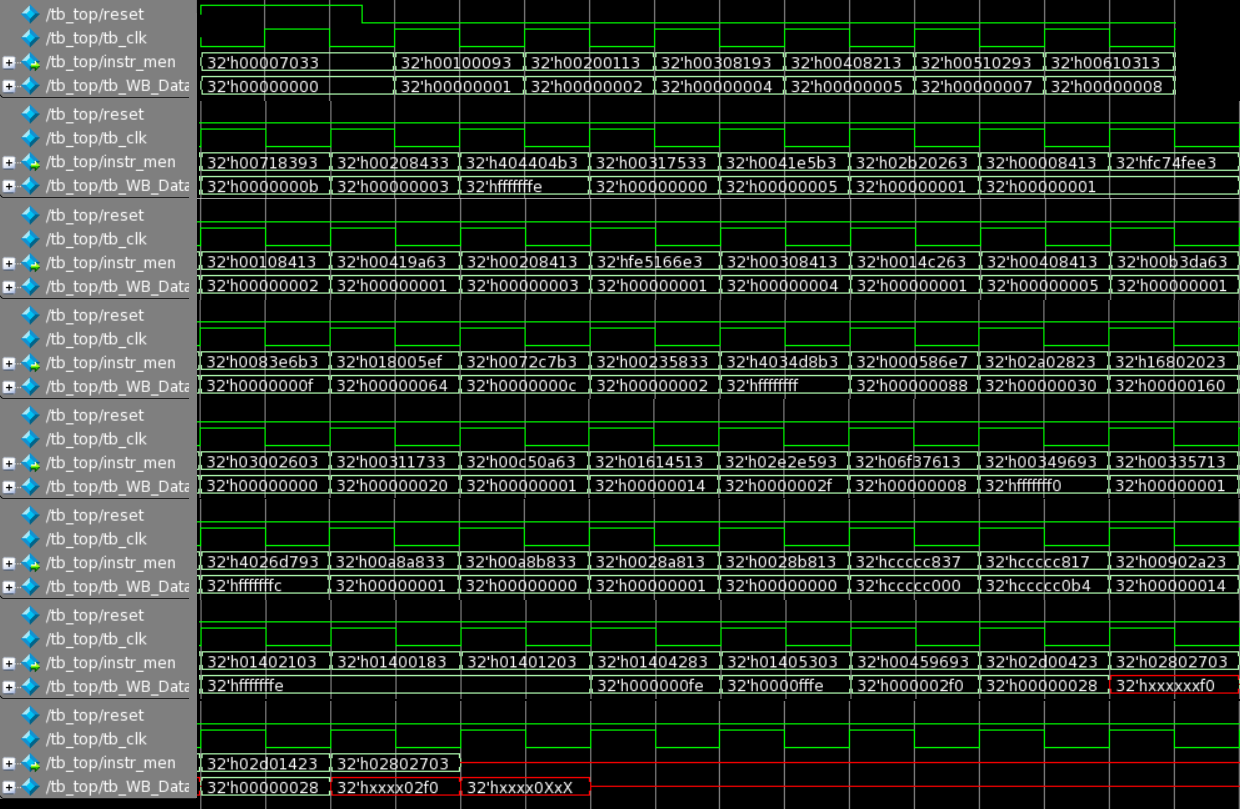 /tb_top/reset
/tb_top/tb_clk
/tb_top/instr_men 32'h00007033 32'h00100093 32'h00200113 32'h00308193 32'h00408213 32'h00510293 32'h00610313
/tb_top/tb_WB_Data 32'h00000000 32'h00000001 32'h00000002 32'h00000004 32'h00000005 32'h00000007 32'h00000008
/tb_top/reset
/tb_top/tb_clk
/tb_top/instr_men 32'h00718393 32'h00208433 32'h404404b3 32'h00317533 32'h0041e5b3 32'h02b20263 32'h00008413 32'hfc74fee3
/tb_top/tb_WB_Data 32'h0000000b 32'h00000003 32'hfffffffe 32'h00000000 32'h00000005 32'h00000001 32'h00000001
/tb_top/reset
/tb_top/tb_clk
/tb_top/instr_men 32'h00108413 32'h00419a63 32'h00208413 32'hfe5166e3 32'h00308413 32'h0014c263 32'h00408413 32'h00b3da63
/tb_top/tb_WB_Data 32'h00000002 32'h00000001 32'h00000003 32'h00000001 32'h00000004 32'h00000001 32'h00000005 32'h00000001
/tb_top/reset
/tb_top/tb_clk
/tb_top/instr_men 32'h0083e6b3 32'h018005ef 32'h0072c7b3 32'h00235833 32'h4034d8b3 32'h000586e7 32'h02a02823 32'h16802023
/tb_top/tb_WB_Data 32'h0000000f 32'h00000064 32'h0000000c 32'h00000002 32'hffffffff 32'h00000088 32'h00000030 32'h00000160
/tb_top/reset
/tb_top/tb_clk
/tb_top/instr_men 32'h03002603 32'h00311733 32'h00c50a63 32'h01614513 32'h02e2e593 32'h06f37613 32'h00349693 32'h00335713
/tb_top/tb_WB_Data 32'h00000000 32'h00000020 32'h00000001 32'h00000014 32'h0000002f 32'h00000008 32'hfffffff0 32'h00000001
/tb_top/reset
/tb_top/tb_clk
/tb_top/instr_men 32'h4026d793 32'h00a8a833 32'h00a8b833 32'h0028a813 32'h0028b813 32'hccccc837 32'hccccc817 32'h00902a23
/tb_top/tb_WB_Data 32'hfffffffc 32'h00000001 32'h00000000 32'h00000001 32'h00000000 32'hccccc000 32'hccccc0b4 32'h00000014
/tb_top/reset
/tb_top/tb_clk
/tb_top/instr_men 32'h01402103 32'h01400183 32'h01401203 32'h01404283 32'h01405303 32'h00459693 32'h02d00423 32'h02802703
/tb_top/tb_WB_Data 32'hfffffffe 32'h000000fe 32'h0000fffe 32'h000002f0 32'h00000028 32'hxxxxxxf0
/tb_top/reset
/tb_top/tb_clk
/tb_top/instr_men 32'h02d01423 32'h02802703
/tb_top/tb_WB_Data 32'h00000028 32'hxxxx02f0 32'hxxxx0XxX